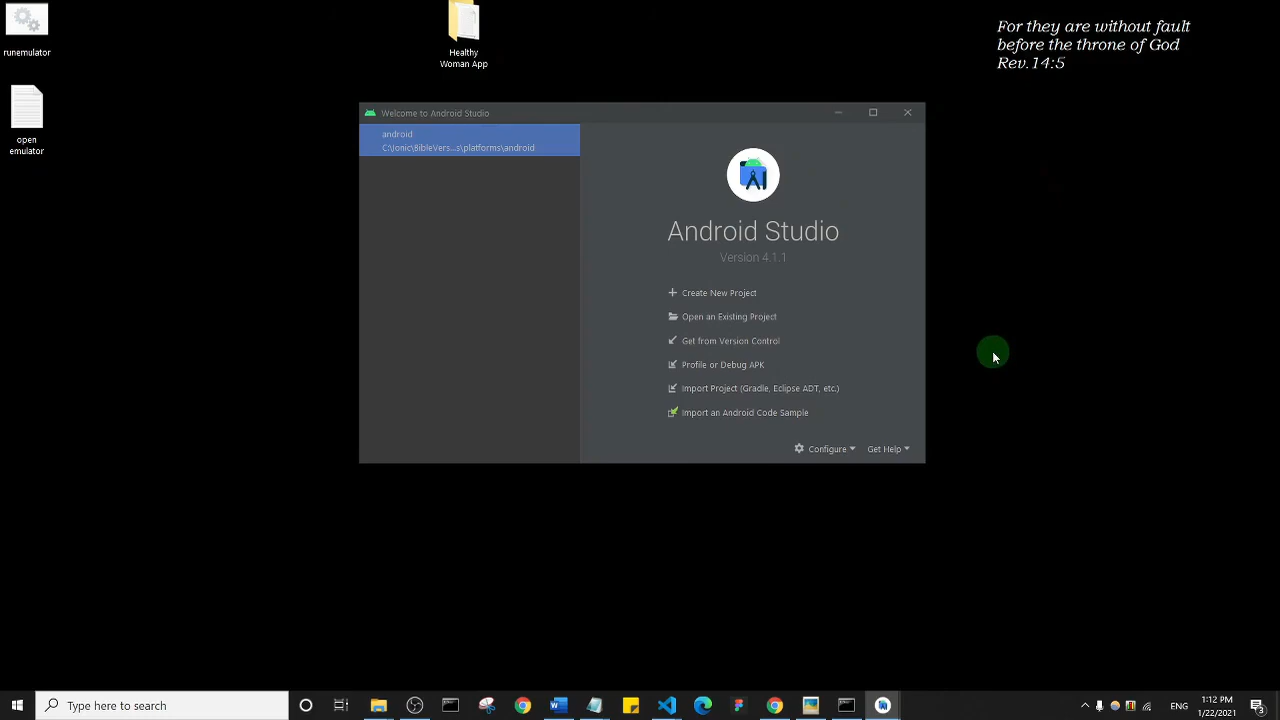 runemulator
open
emulator
Healthy
Woman App
For they are without fault
before the throne of God
Rev.14:5
Welcome to Android Studio
android
C:\Ionic\BibleVers...s\platforms\android
Android Studio
Version 4.1.1
Create New Project
Open an Existing Project
Get from Version Control
Profile or Debug APK
Import Project (Gradle, Eclipse ADT, etc.)
Import an Android Code Sample
Configure
Get Help
Type here to search
ENG
1:12 PM
1/22/2021